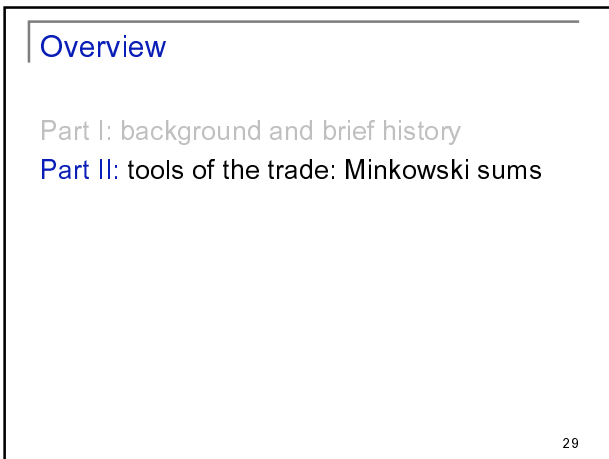 Overview
Part I: background and brief history
Part II: tools of the trade: Minkowski sums
29